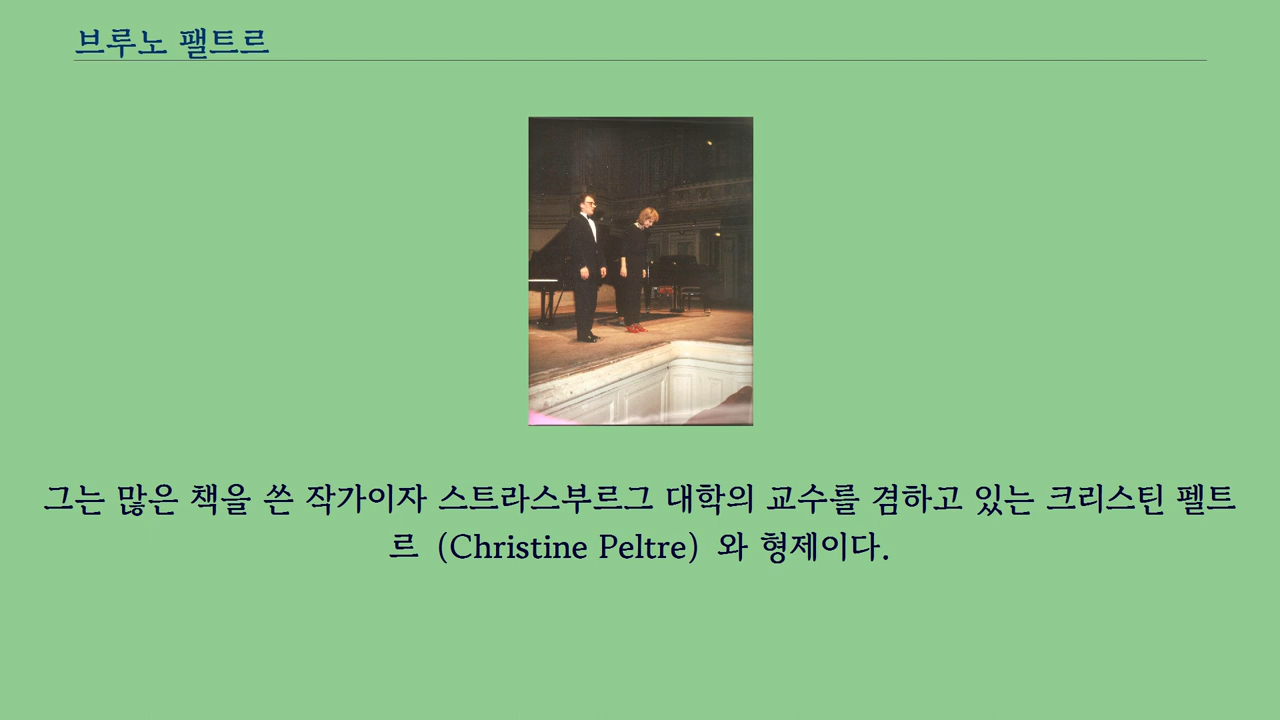 브루노 팰트르
그는 많은 책을 쓴 작가이자 스트라스부르그 대학의 교수를 겸하고 있는 크리스틴 펠트
르 (Christine Peltre) 와 형제이다.